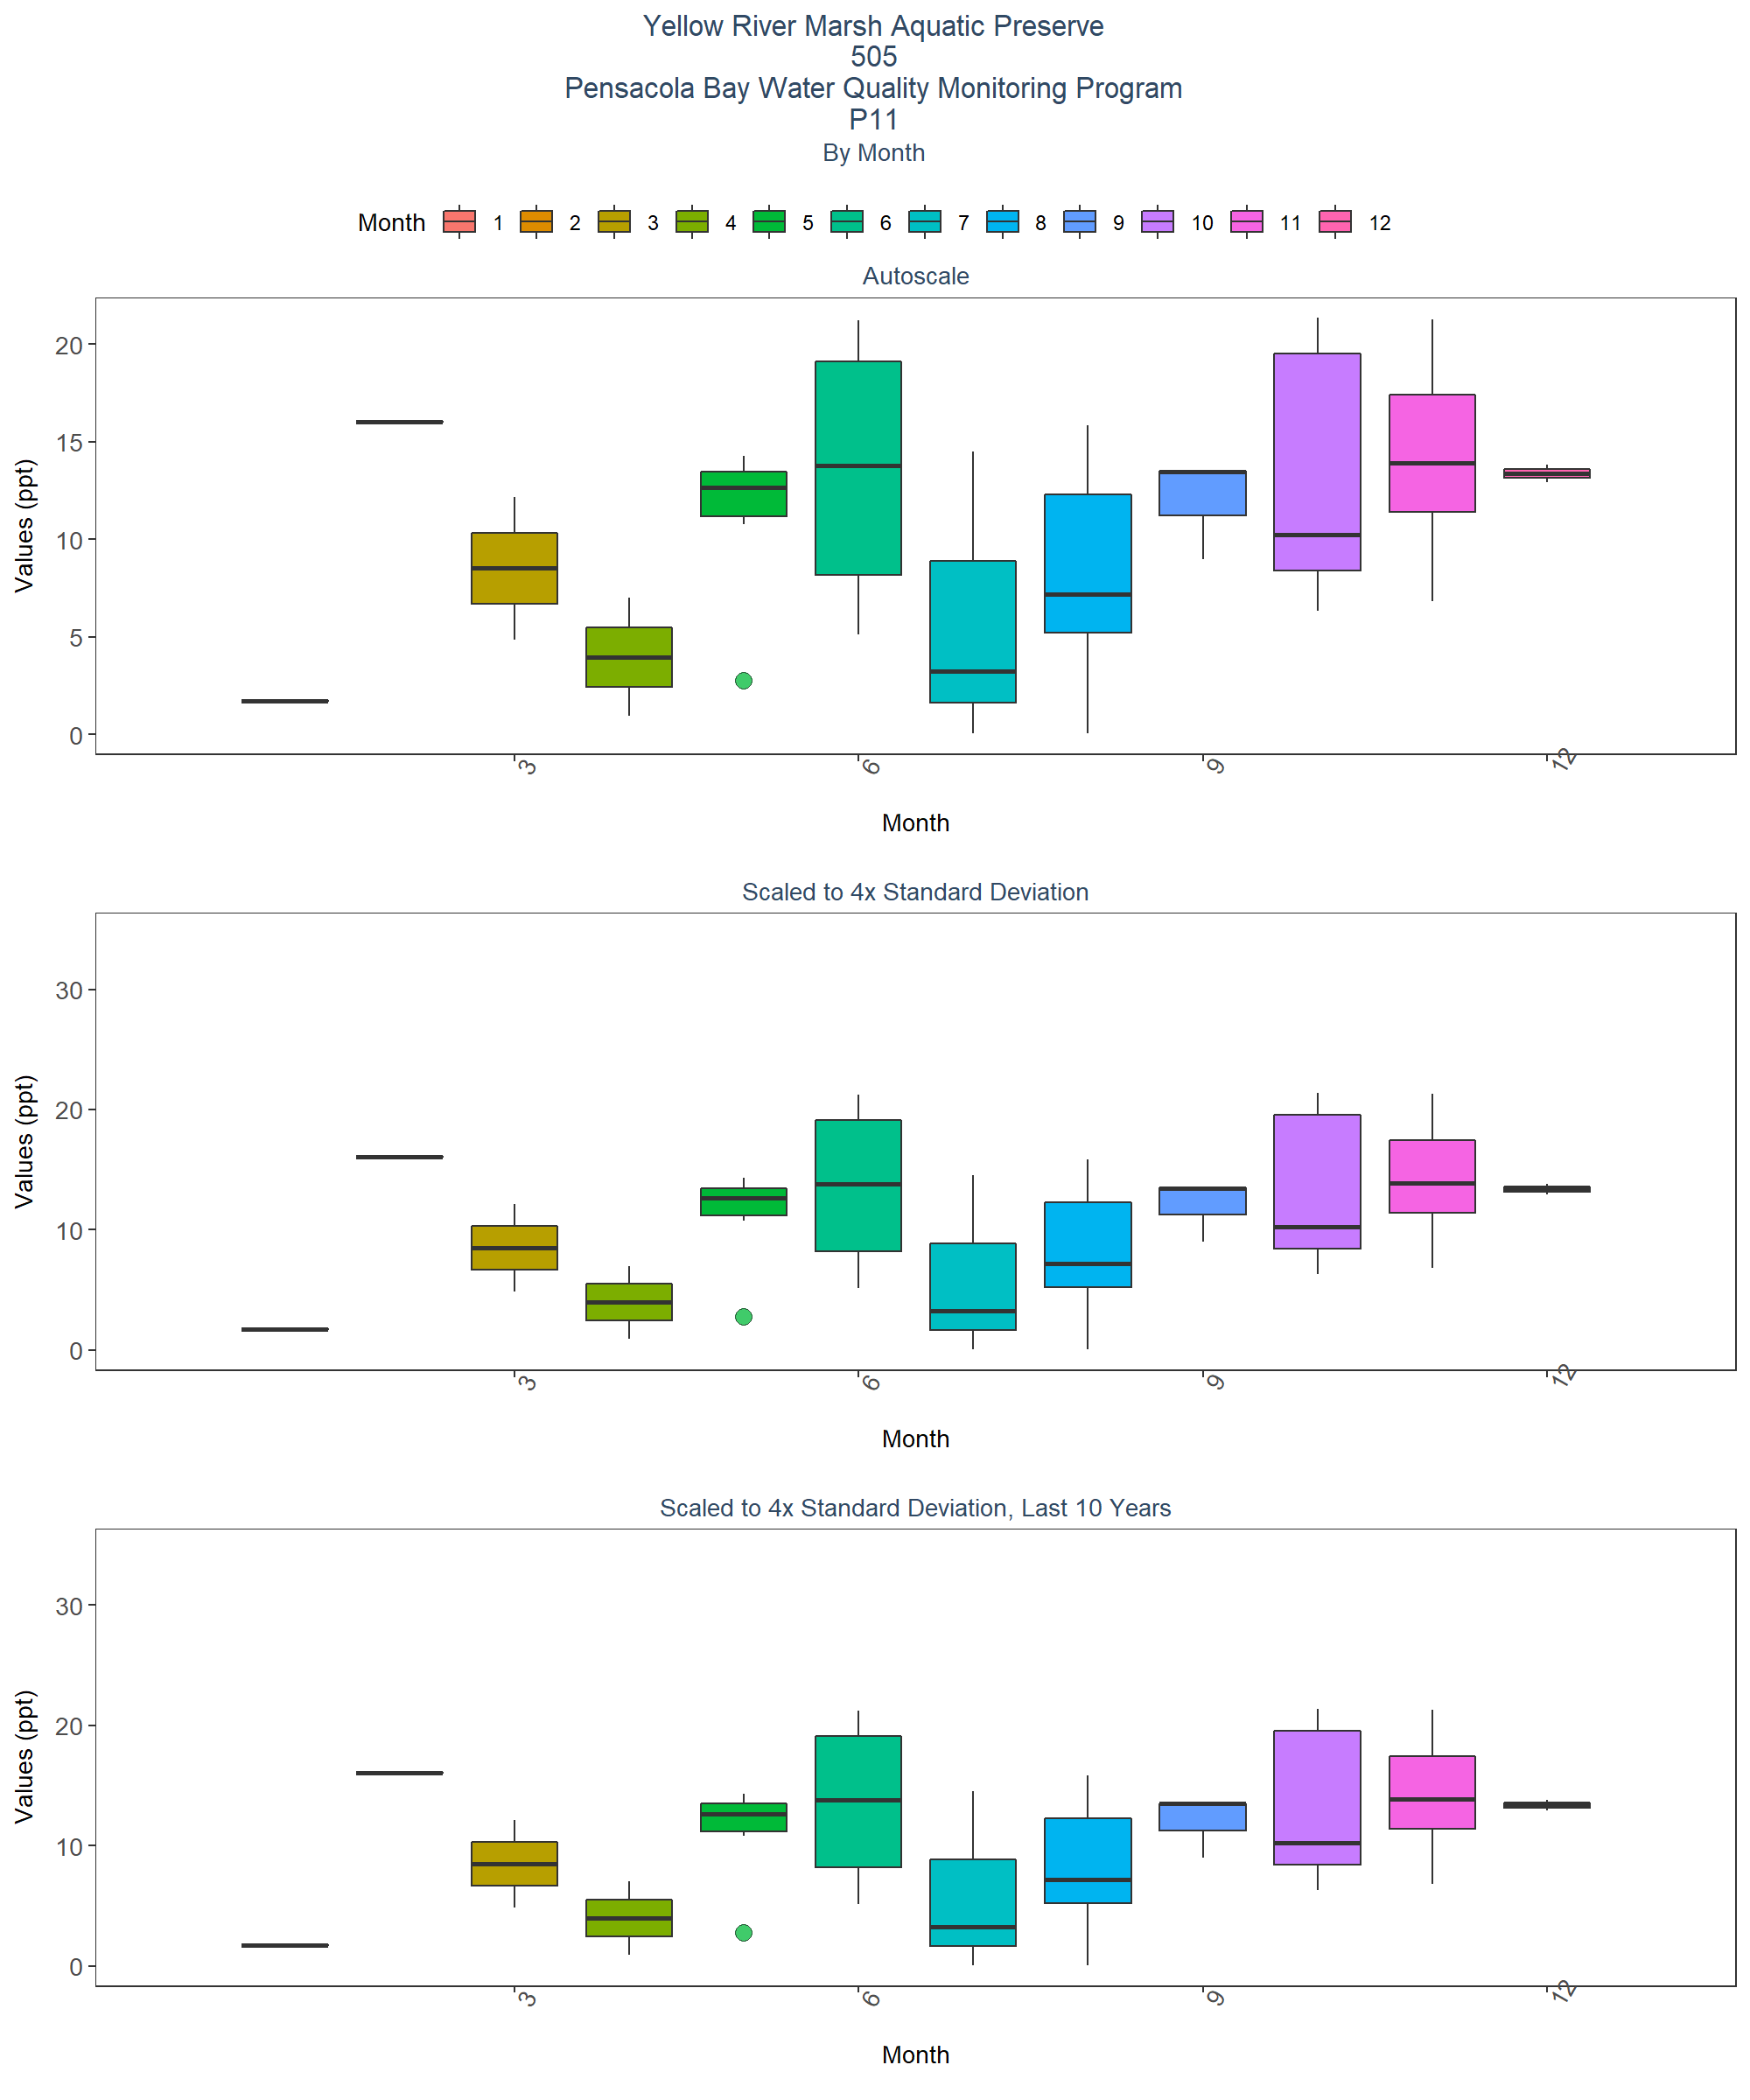 Yellow River Marsh Aquatic Preserve
505
Pensacola Bay Water Quality Monitoring Program
P11
By Month
Month 1 2 3 4 5 6 7 8 9 10 11 12
Autoscale
Values (ppt)
20
15
10
5
0
3 6 9 12
Month
Scaled to 4x Standard Deviation
Values (ppt)
30
20
10
0
3 6 9 12
Month
Scaled to 4x Standard Deviation, Last 10 Years
Values (ppt)
30
20
10
0
3 6 9 12
Month